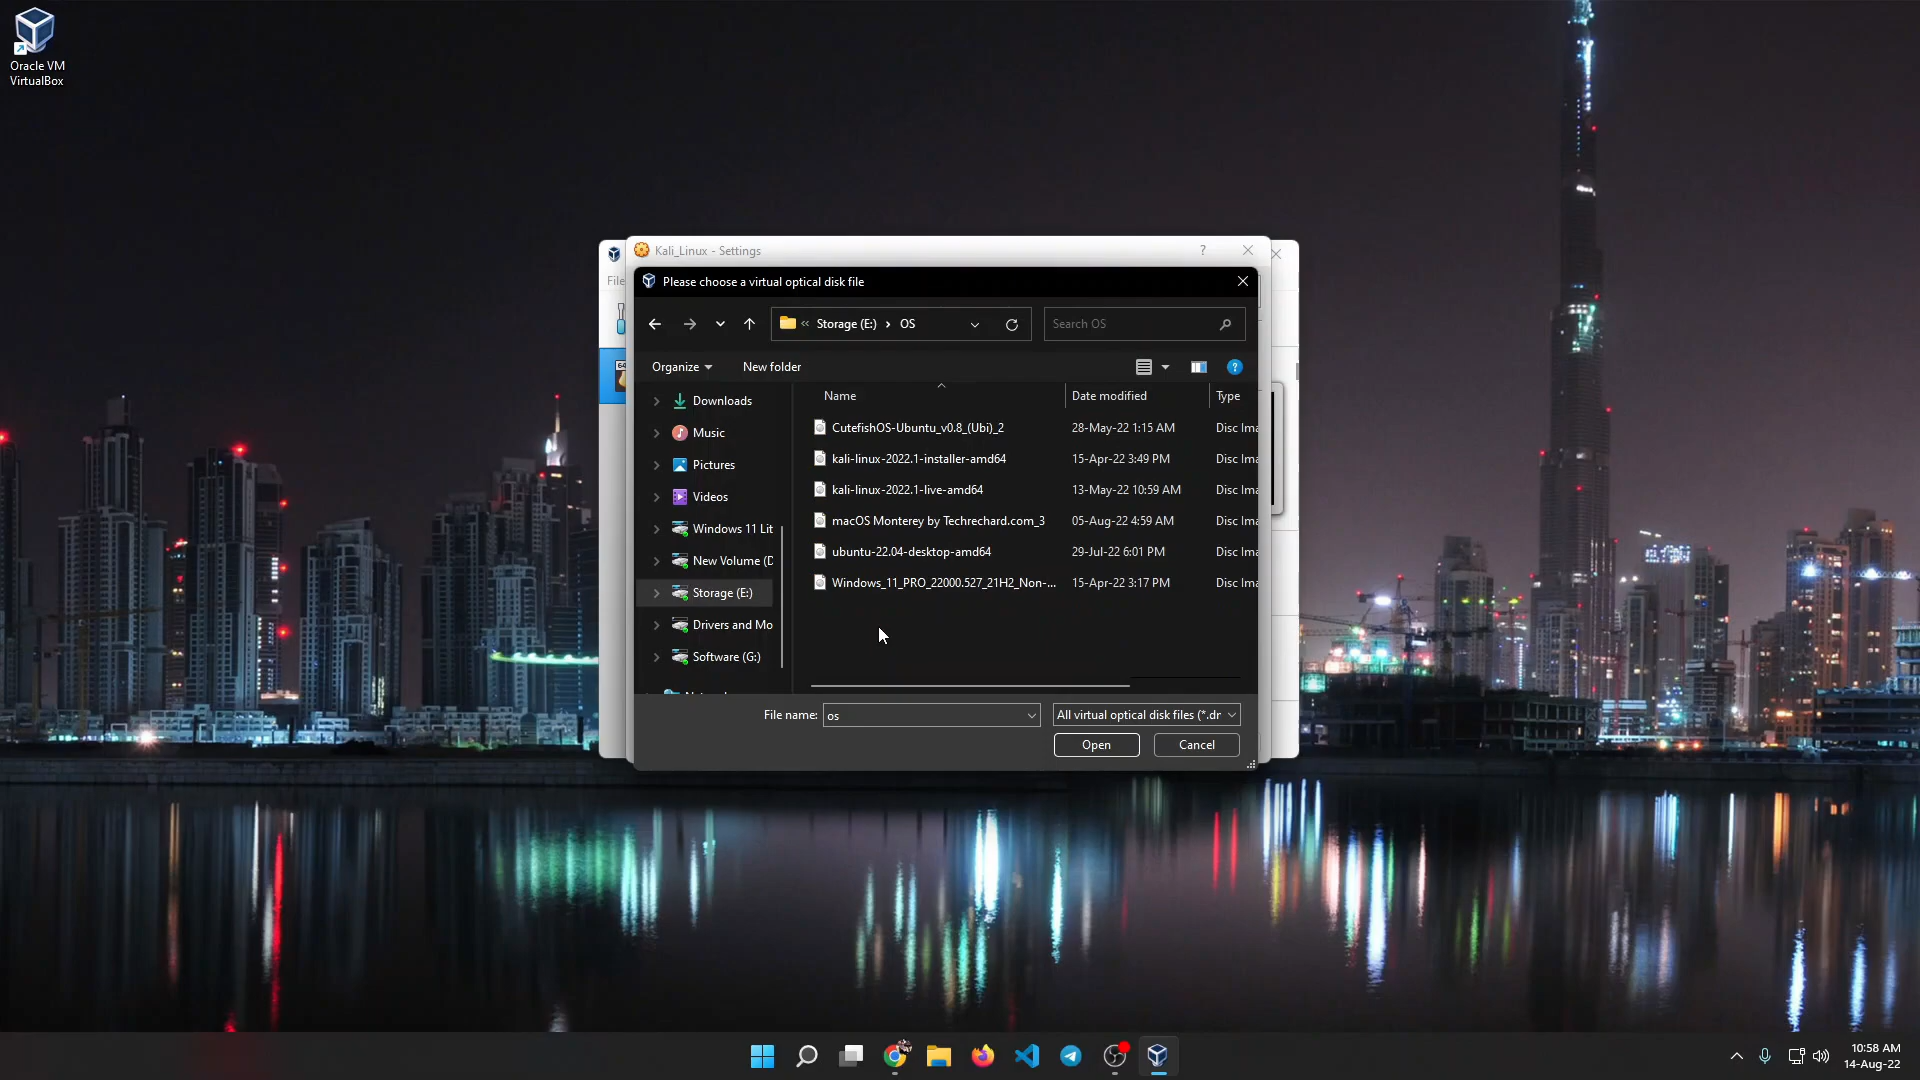 Oracle VM
VirtualBox
Kali_Linux - Settings
?
File
64
Please choose a virtual optical disk file
« Storage (E:) › OS
Search OS
Organize
New folder
Name
Date modified
Type
Downloads
Music
Pictures
Videos
Windows 11 Lit
New Volume (D
Storage (E:)
Drivers and Mo
Software (G:)
CutefishOS-Ubuntu_v0.8_(Ubi)_2 28-May-22 1:15 AM Disc Ima
kali-linux-2022.1-installer-amd64 15-Apr-22 3:49 PM Disc Ima
kali-linux-2022.1-live-amd64 13-May-22 10:59 AM Disc Ima
macOS Monterey by Techrechard.com_3 05-Aug-22 4:59 AM Disc Ima
ubuntu-22.04-desktop-amd64 29-Jul-22 6:01 PM Disc Ima
Windows_11_PRO_22000.527_21H2_Non-... 15-Apr-22 3:17 PM Disc Ima
File name: os
All virtual optical disk files (*.dr
Open
Cancel
10:58 AM
14-Aug-22